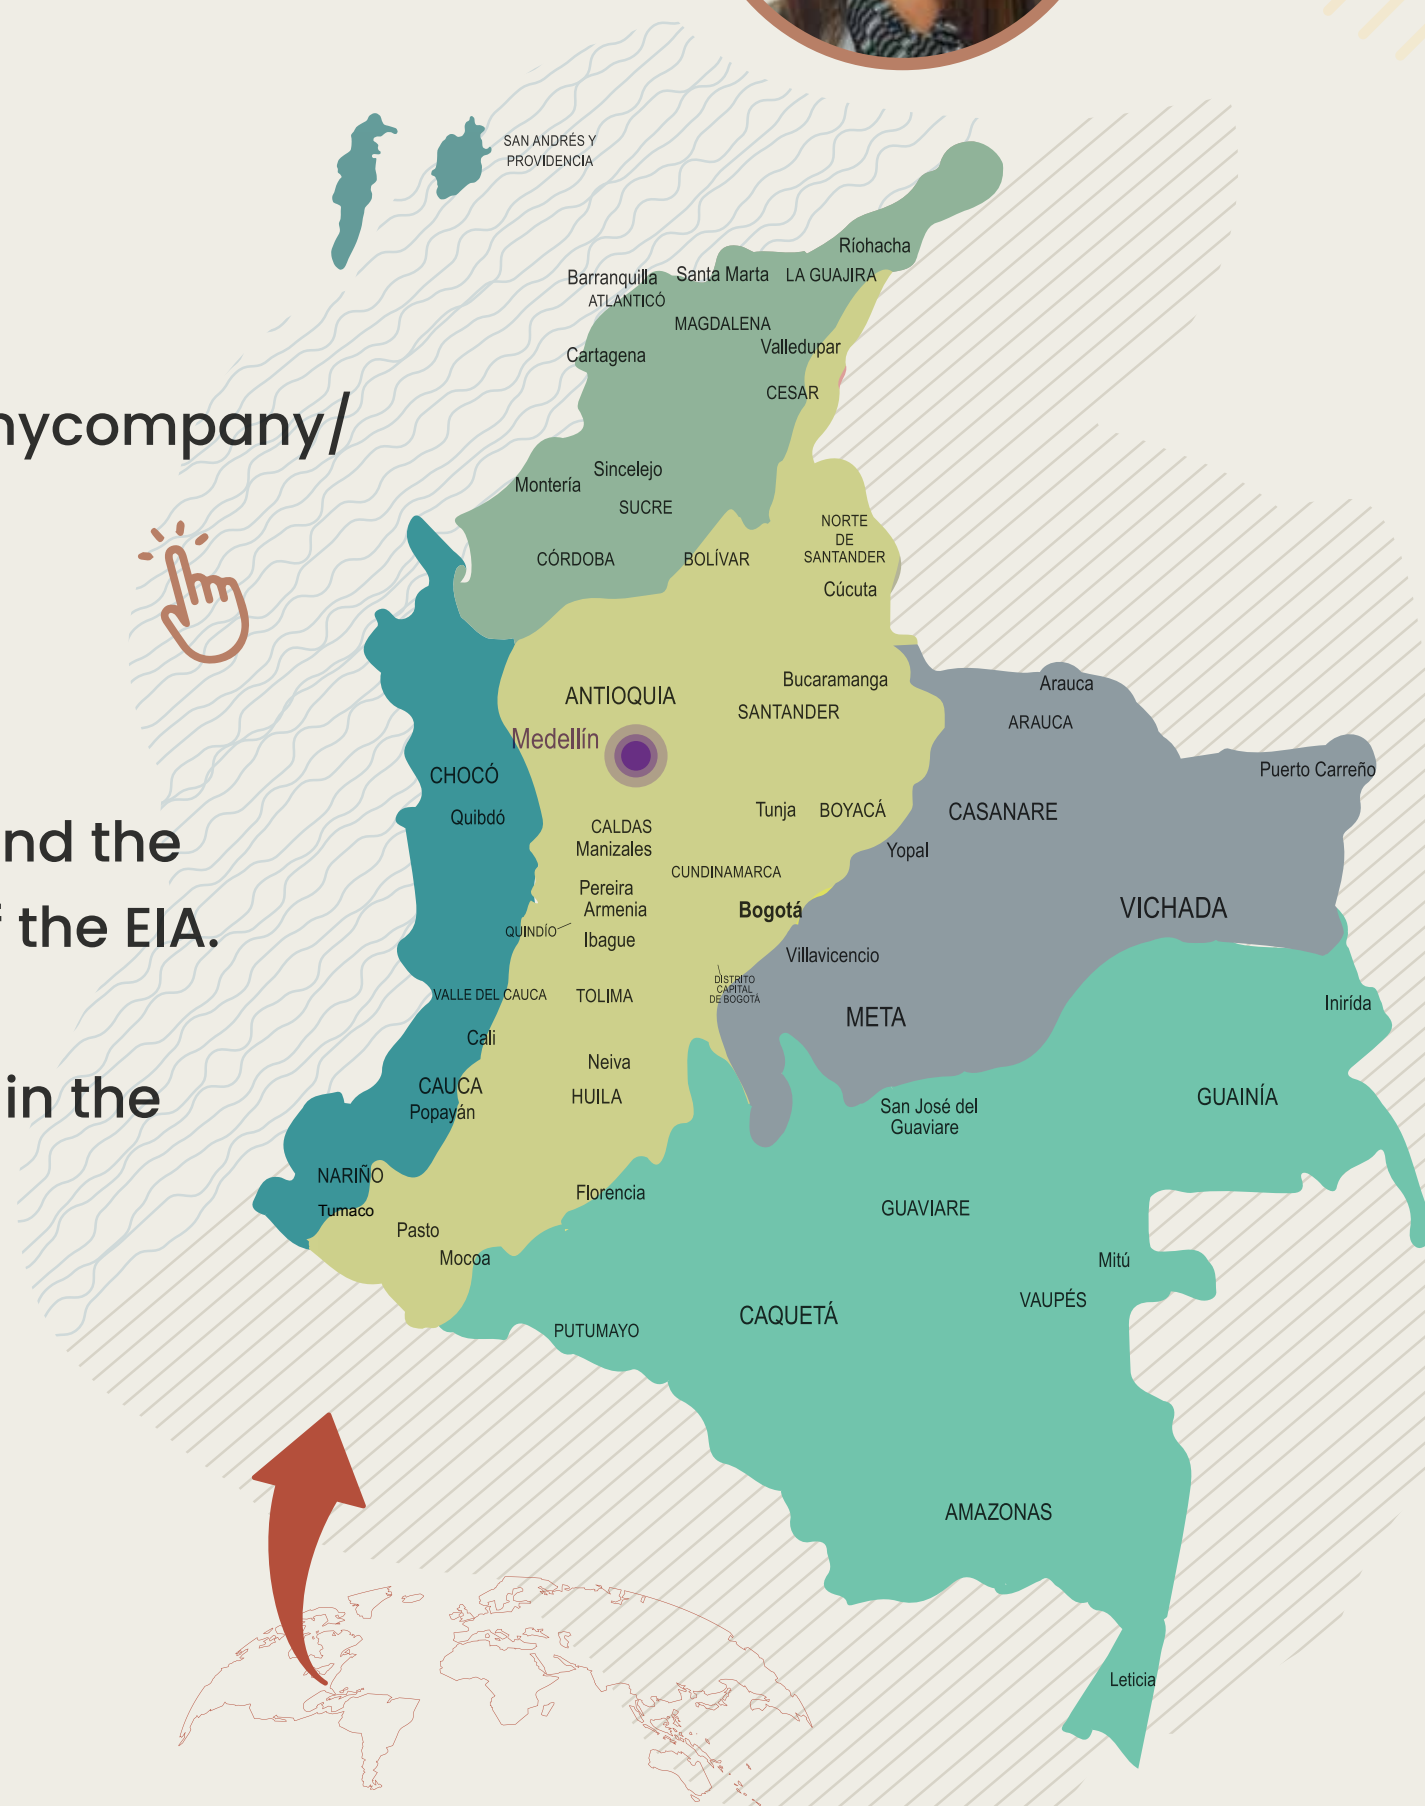 SAN ANDRÉS Y
PROVIDENCIA
Ríohacha
Barranquilla
Santa Marta
LA GUAJIRA
ATLANTICÓ
MAGDALENA
Valledupar
Cartagena
CESAR
nycompany/
Sincelejo
Montería
SUCRE
NORTE
DE
SANTANDER
CÓRDOBA
BOLÍVAR
Cúcuta
Bucaramanga
Arauca
ANTIOQUIA
SANTANDER
ARAUCA
Medellín
CHOCÓ
Puerto Carreño
Quibdó
Tunja
BOYACÁ
CASANARE
CALDAS
Manizales
nd the
Yopal
CUNDINAMARCA
Pereira
Armenia
Bogotá
VICHADA
f the EIA.
QUINDÍO
Ibague
Villavicencio
DISTRITO
CAPITAL
DE BOGOTÁ
VALLE DEL CAUCA
TOLIMA
Inirída
META
Cali
Neiva
CAUCA
HUILA
GUAINÍA
in the
Popayán
San José del
Guaviare
NARIÑO
Florencia
Tumaco
GUAVIARE
Pasto
Mocoa
Mitú
VAUPÉS
CAQUETÁ
PUTUMAYO
AMAZONAS
Leticia